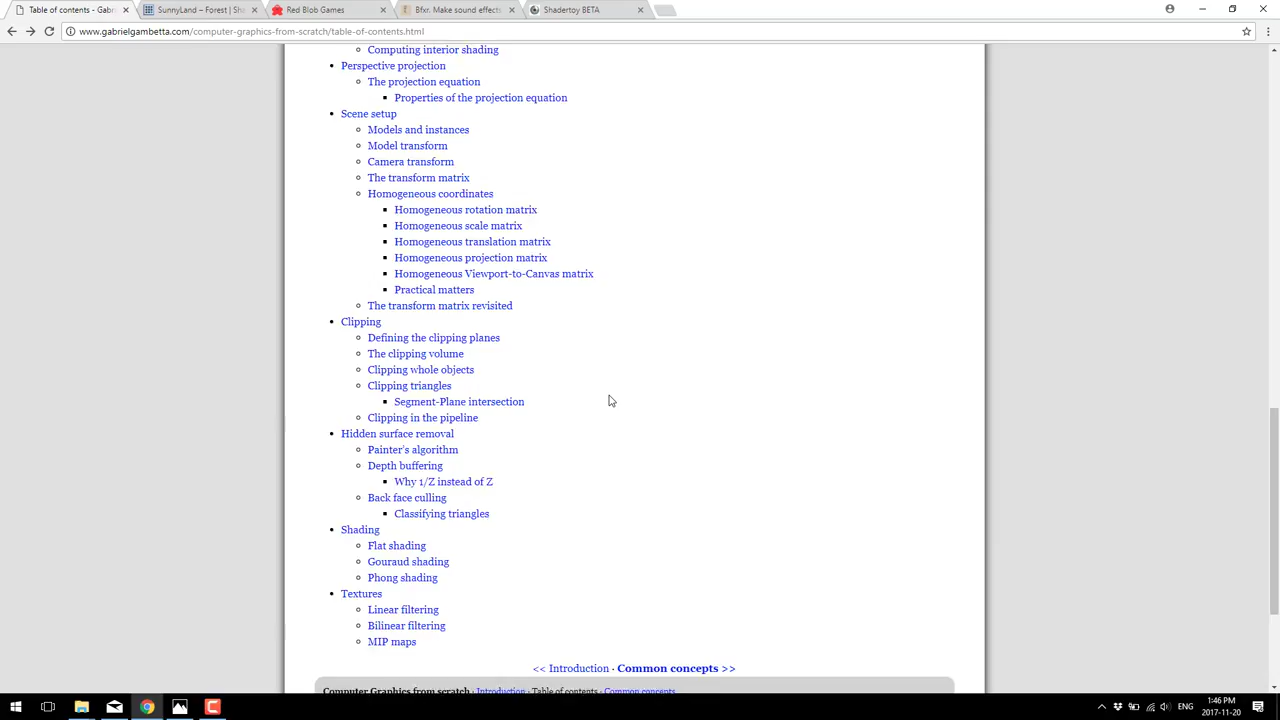 Table of contents - Gabri
SunnyLand – Forest | She
Red Blob Games
Bfxr. Make sound effects
Shadertoy BETA
www.gabrielgambetta.com/computer-graphics-from-scratch/table-of-contents.html
Computing interior shading
Perspective projection
The projection equation
Properties of the projection equation
Scene setup
Models and instances
Model transform
Camera transform
The transform matrix
Homogeneous coordinates
Homogeneous rotation matrix
Homogeneous scale matrix
Homogeneous translation matrix
Homogeneous projection matrix
Homogeneous Viewport-to-Canvas matrix
Practical matters
The transform matrix revisited
Clipping
Defining the clipping planes
The clipping volume
Clipping whole objects
Clipping triangles
Segment-Plane intersection
Clipping in the pipeline
Hidden surface removal
Painter's algorithm
Depth buffering
Why 1/Z instead of Z
Back face culling
Classifying triangles
Shading
Flat shading
Gouraud shading
Phong shading
Textures
Linear filtering
Bilinear filtering
MIP maps
<< Introduction · Common concepts >>
Computer Graphics from scratch · Introduction · Table of contents · Common concepts
ENG
1:46 PM
2017-11-20